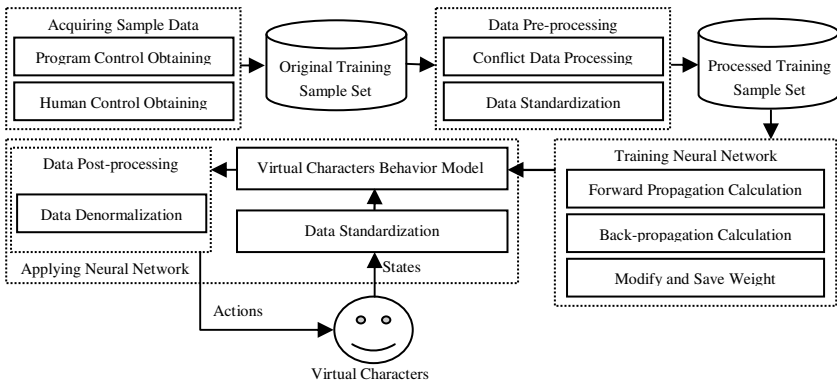 Acquiring Sample Data
Program Control Obtaining
Human Control Obtaining
Original Training
Sample Set
Data Pre-processing
Conflict Data Processing
Data Standardization
Processed Training
Sample Set
Data Post-processing
Data Denormalization
Virtual Characters Behavior Model
Data Standardization
Applying Neural Network
States
Training Neural Network
Forward Propagation Calculation
Back-propagation Calculation
Modify and Save Weight
Actions
Virtual Characters